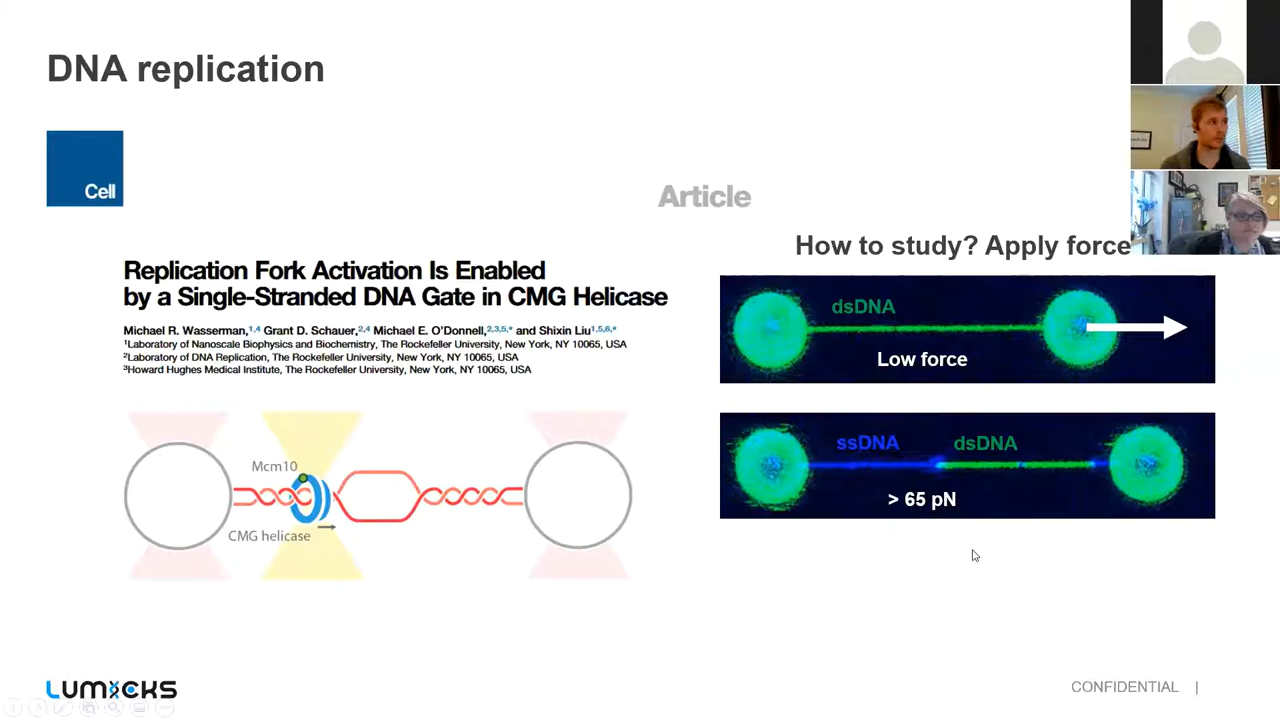 DNA replication
Cell
Article
Replication Fork Activation Is Enabled
by a Single-Stranded DNA Gate in CMG Helicase
Michael R. Wasserman,1,4 Grant D. Schauer,2,4 Michael E. O'Donnell,2,3,5,* and Shixin Liu1,5,6,*
1Laboratory of Nanoscale Biophysics and Biochemistry, The Rockefeller University, New York, NY 10065, USA
2Laboratory of DNA Replication, The Rockefeller University, New York, NY 10065, USA
3Howard Hughes Medical Institute, The Rockefeller University, New York, NY 10065, USA
Mcm10
CMG helicase
How to study? Apply force
dsDNA
Low force
ssDNA dsDNA
> 65 pN
LUMICKS
CONFIDENTIAL |